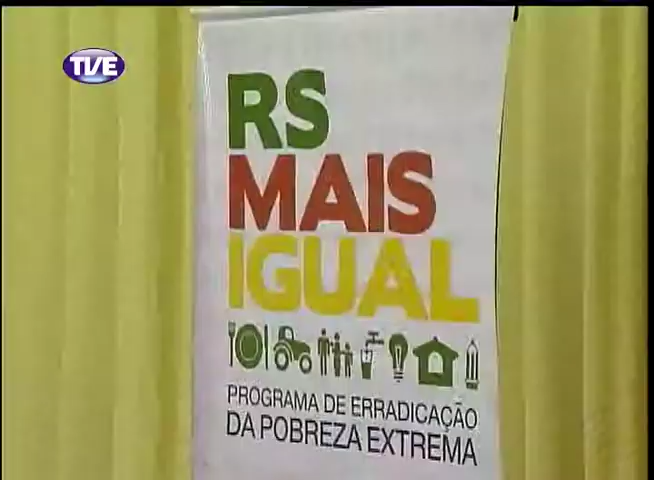 TVE
RS
MAIS
IGUAL
PROGRAMA DE ERRADICAÇÃO
DA POBREZA EXTREMA